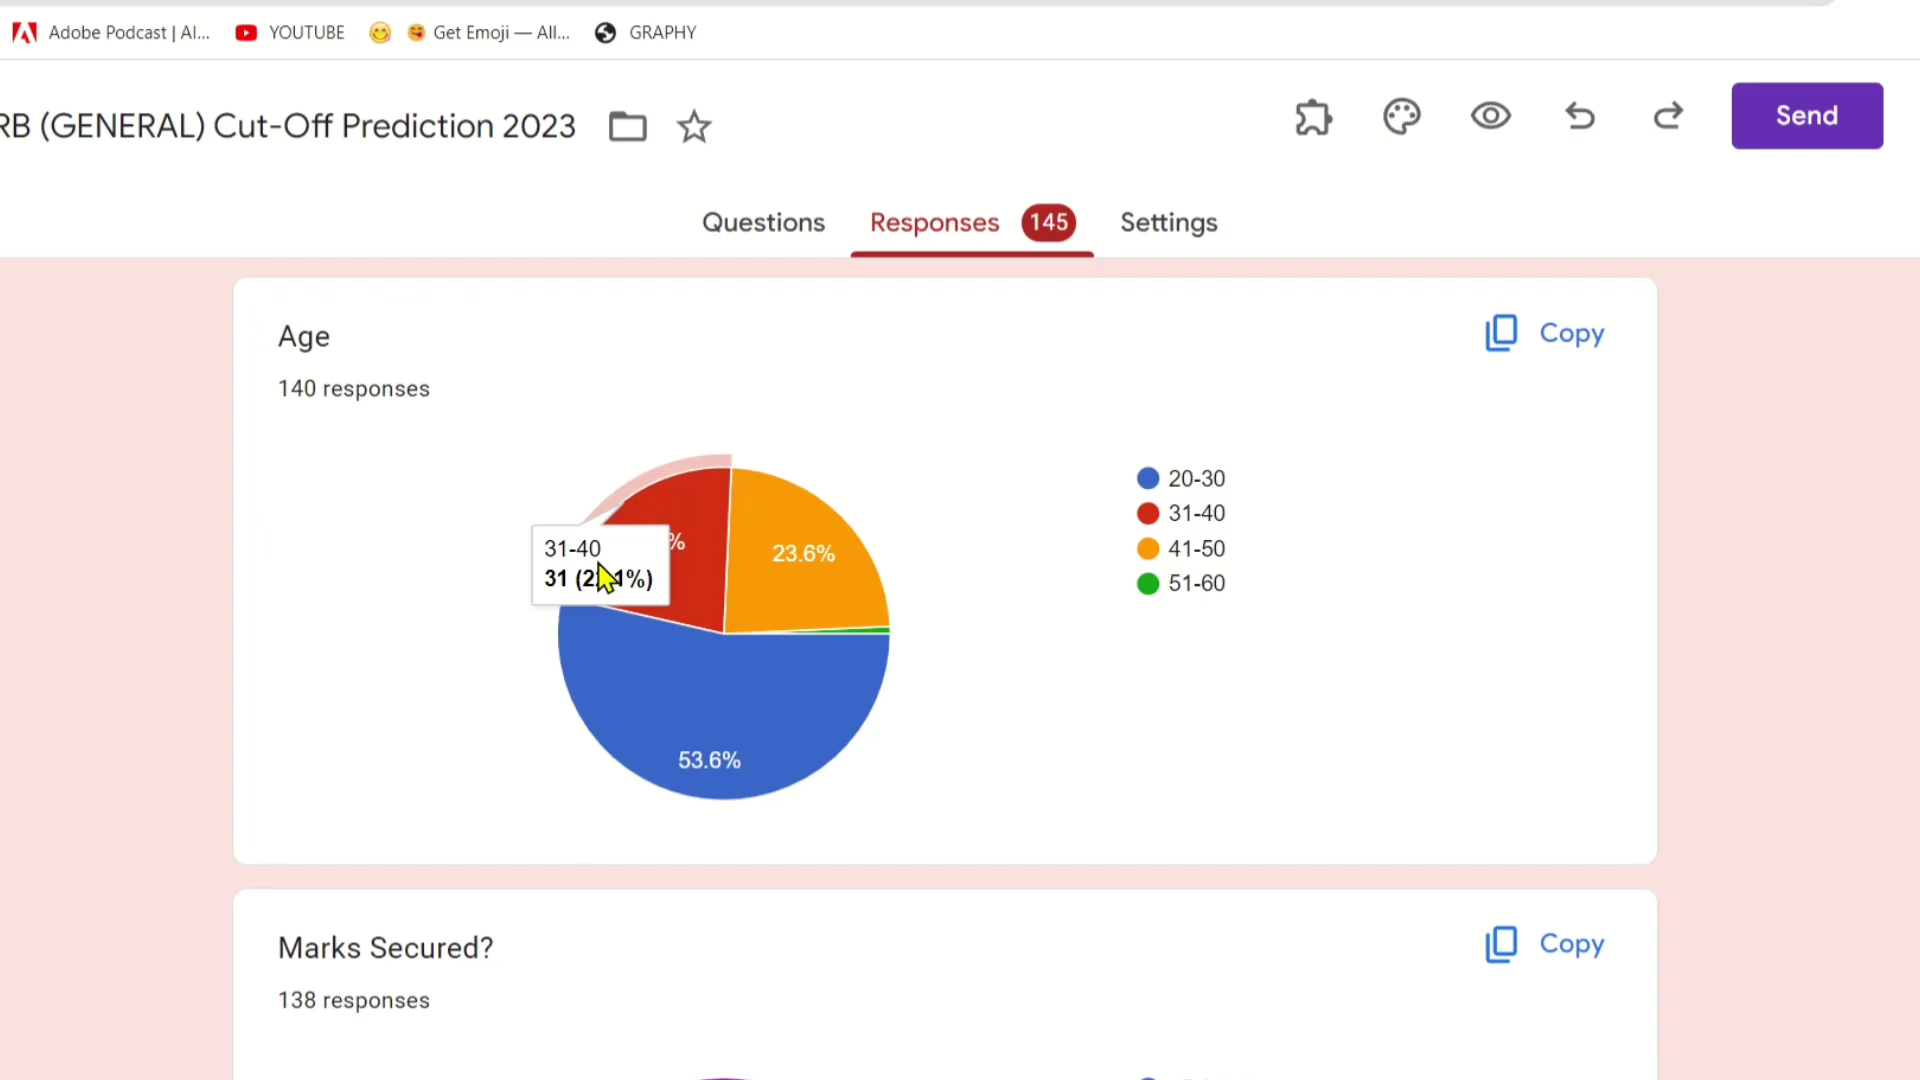 Adobe Podcast | AI...
YOUTUBE
Get Emoji — All...
GRAPHY
RB (GENERAL) Cut-Off Prediction 2023
Send
Questions
Responses
145
Settings
Age
Copy
140 responses
20-30
31-40
41-50
51-60
31-40
31
%
23.6%
53.6%
Marks Secured?
Copy
138 responses